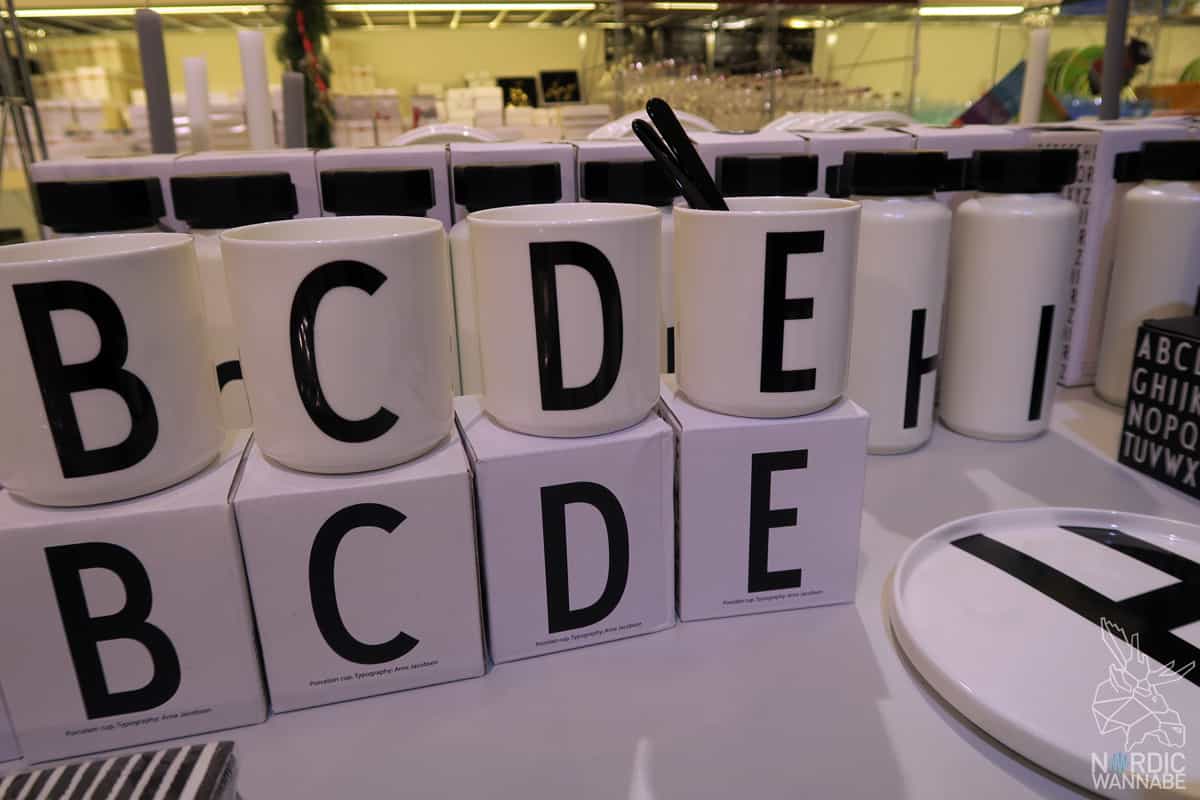 B
C
D
E
H
I
B
C
D
E
Porcelain cup. Typography: Arne Jacobsen
Porcelain cup. Typography: Arne Jacobsen
Porcelain cup. Typography: Arne Jacobsen
Porcelain cup. Typography: Arne Jacobsen
ABCD
GHIJK
NOPQ
TUVWX
A
NORDIC
WANNABE